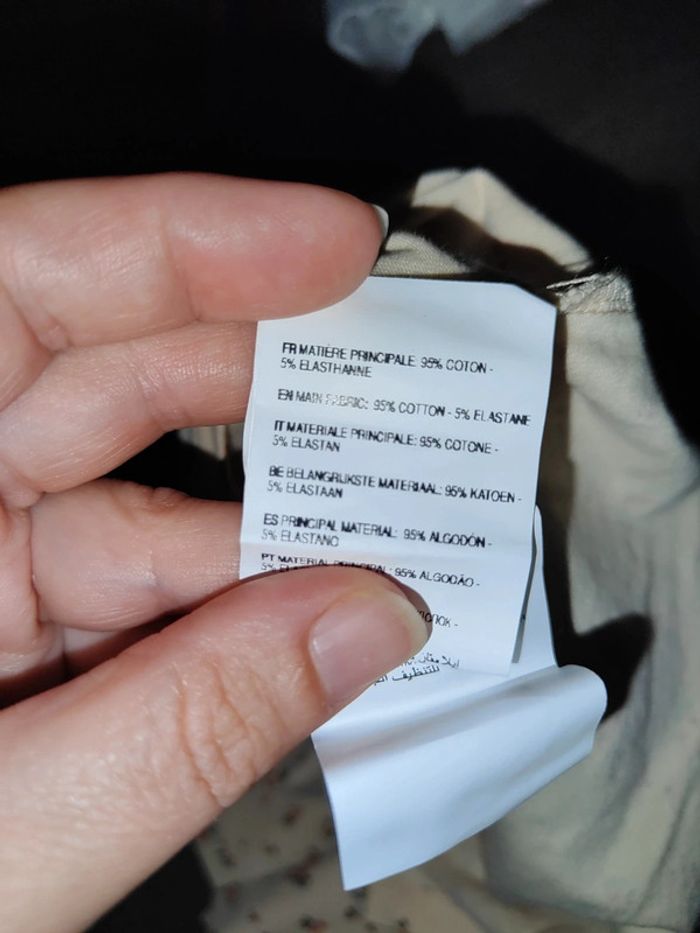 FR MATIÈRE PRINCIPALE: 95% COTON -
5% ELASTHANNE
EN MAIN FABRIC: 95% COTTON - 5% ELASTANE
IT MATERIALE PRINCIPALE: 95% COTONE -
5% ELASTAN
BE BELANGRIJKSTE MATERIAAL: 95% KATOEN -
5% ELASTAAN
ES PRINCIPAL MATERIAL: 95% ALGODÓN -
5% ELASTANO
PT MATERIAL PRINCIPAL: 95% ALGODÃO -
5%